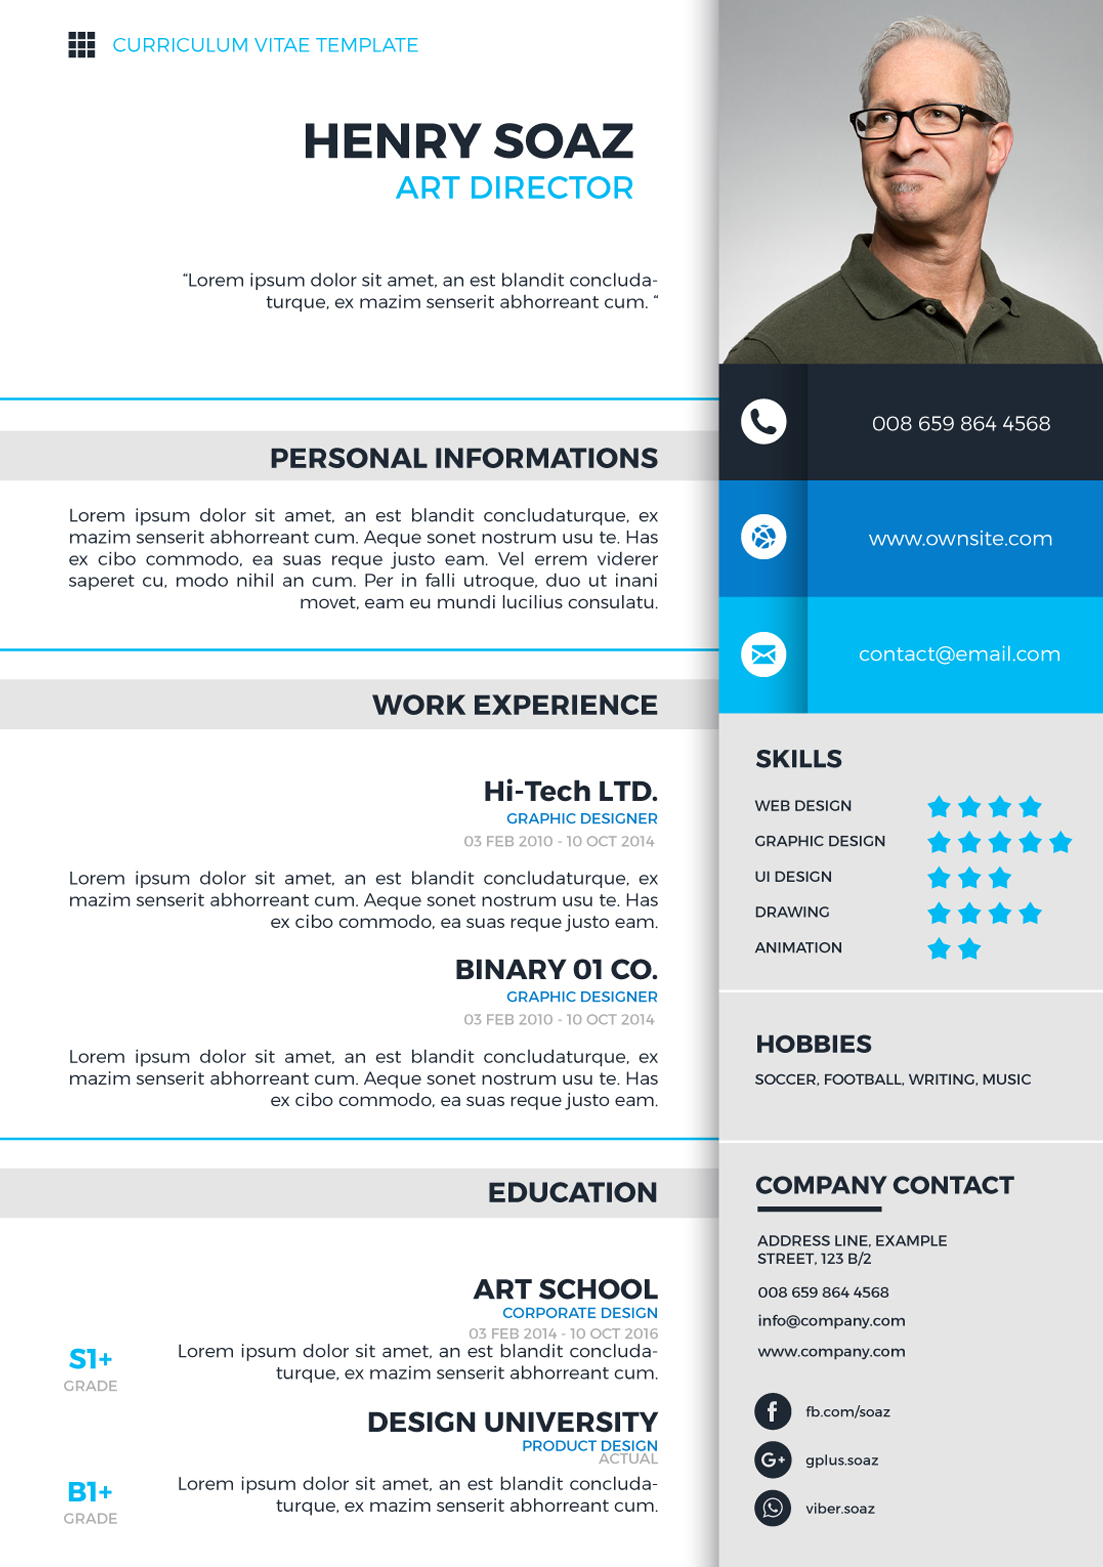 CURRICULUM VITAE TEMPLATE
HENRY SOAZ
ART DIRECTOR
“Lorem ipsum dolor sit amet, an est blandit concluda-
turque, ex mazim senserit abhorreant cum. “
PERSONAL INFORMATIONS
Lorem ipsum dolor sit amet, an est blandit concludaturque, ex
mazim senserit abhorreant cum. Aeque sonet nostrum usu te. Has
ex cibo commodo, ea suas reque justo eam. Vel errem viderer
saperet cu, modo nihil an cum. Per in falli utroque, duo ut inani
movet, eam eu mundi lucilius consulatu.
WORK EXPERIENCE
Hi-Tech LTD.
GRAPHIC DESIGNER
03 FEB 2010 - 10 OCT 2014
Lorem ipsum dolor sit amet, an est blandit concludaturque, ex
mazim senserit abhorreant cum. Aeque sonet nostrum usu te. Has
ex cibo commodo, ea suas reque justo eam.
BINARY 01 CO.
GRAPHIC DESIGNER
03 FEB 2010 - 10 OCT 2014
Lorem ipsum dolor sit amet, an est blandit concludaturque, ex
mazim senserit abhorreant cum. Aeque sonet nostrum usu te. Has
ex cibo commodo, ea suas reque justo eam.
EDUCATION
ART SCHOOL
CORPORATE DESIGN
03 FEB 2014 - 10 OCT 2016
S1+
GRADE
Lorem ipsum dolor sit amet, an est blandit concluda-
turque, ex mazim senserit abhorreant cum.
DESIGN UNIVERSITY
PRODUCT DESIGN
ACTUAL
B1+
GRADE
Lorem ipsum dolor sit amet, an est blandit concluda-
turque, ex mazim senserit abhorreant cum.
008 659 864 4568
www.ownsite.com
contact@email.com
SKILLS
WEB DESIGN
GRAPHIC DESIGN
UI DESIGN
DRAWING
ANIMATION
HOBBIES
SOCCER, FOOTBALL, WRITING, MUSIC
COMPANY CONTACT
ADDRESS LINE, EXAMPLE
STREET, 123 B/2
008 659 864 4568
info@company.com
www.company.com
f fb.com/soaz
G+ gplus.soaz
viber.soaz